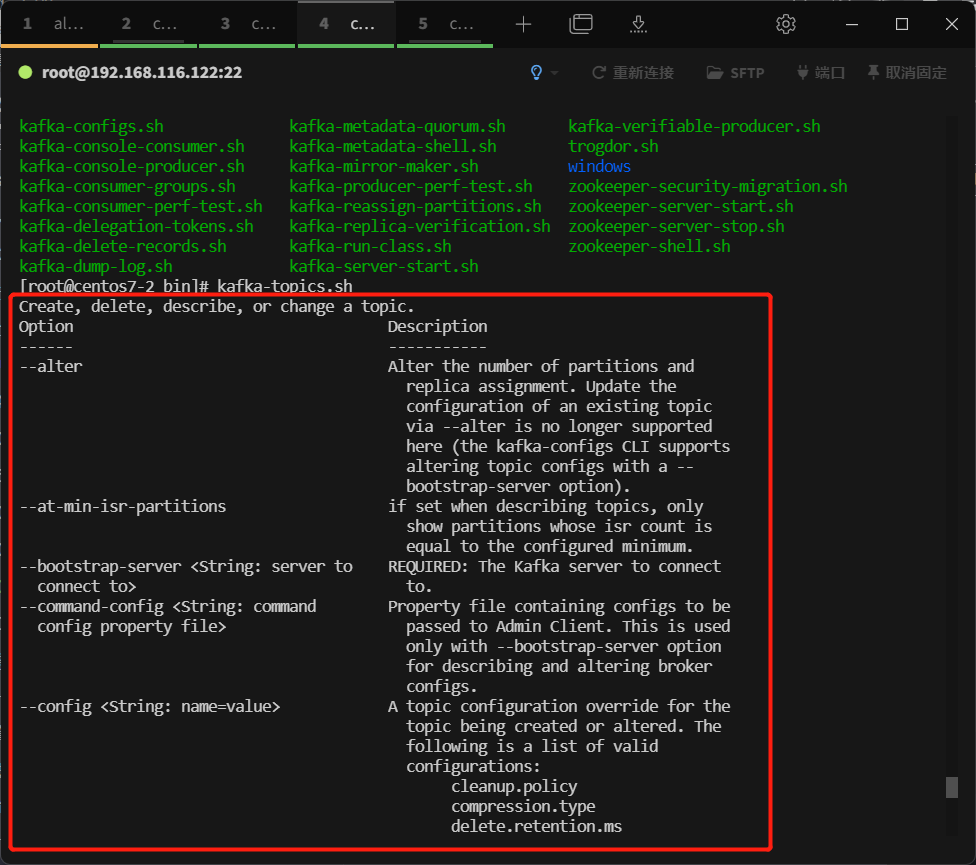 1 al... 2 c... 3 c... 4 c... 5 c...
root@192.168.116.122:22 重新连接 SFTP 端口 取消固定
kafka-configs.sh kafka-metadata-quorum.sh kafka-verifiable-producer.sh
kafka-console-consumer.sh kafka-metadata-shell.sh trogdor.sh
kafka-console-producer.sh kafka-mirror-maker.sh windows
kafka-consumer-groups.sh kafka-producer-perf-test.sh zookeeper-security-migration.sh
kafka-consumer-perf-test.sh kafka-reassign-partitions.sh zookeeper-server-start.sh
kafka-delegation-tokens.sh kafka-replica-verification.sh zookeeper-server-stop.sh
kafka-delete-records.sh kafka-run-class.sh zookeeper-shell.sh
kafka-dump-log.sh kafka-server-start.sh
[root@centos7-2 bin]# kafka-topics.sh
Create, delete, describe, or change a topic.
Option Description
------ -----------
--alter Alter the number of partitions and
replica assignment. Update the
configuration of an existing topic
via --alter is no longer supported
here (the kafka-configs CLI supports
altering topic configs with a --
bootstrap-server option).
--at-min-isr-partitions if set when describing topics, only
show partitions whose isr count is
equal to the configured minimum.
--bootstrap-server <String: server to REQUIRED: The Kafka server to connect
connect to> to.
--command-config <String: command Property file containing configs to be
config property file> passed to Admin Client. This is used
only with --bootstrap-server option
for describing and altering broker
configs.
--config <String: name=value> A topic configuration override for the
topic being created or altered. The
following is a list of valid
configurations:
cleanup.policy
compression.type
delete.retention.ms